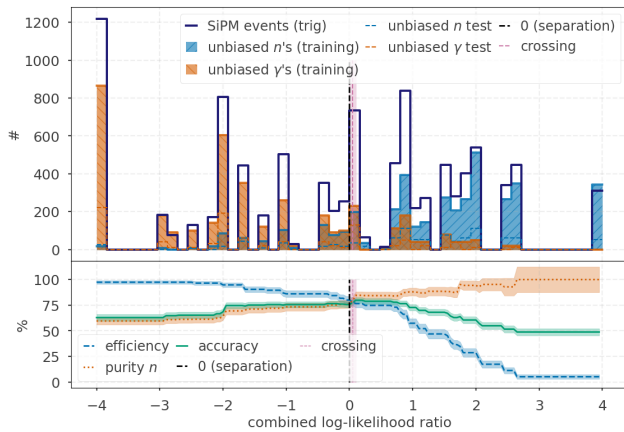 SiPM events (trig)
unbiased n's (training)
unbiased γ's (training)
unbiased n test
unbiased γ test
0 (separation)
crossing
1200
1000
800
600
400
200
0
#
100
75
50
25
0
%
efficiency
purity n
accuracy
0 (separation)
crossing
−4 −3 −2 −1 0 1 2 3 4
combined log-likelihood ratio